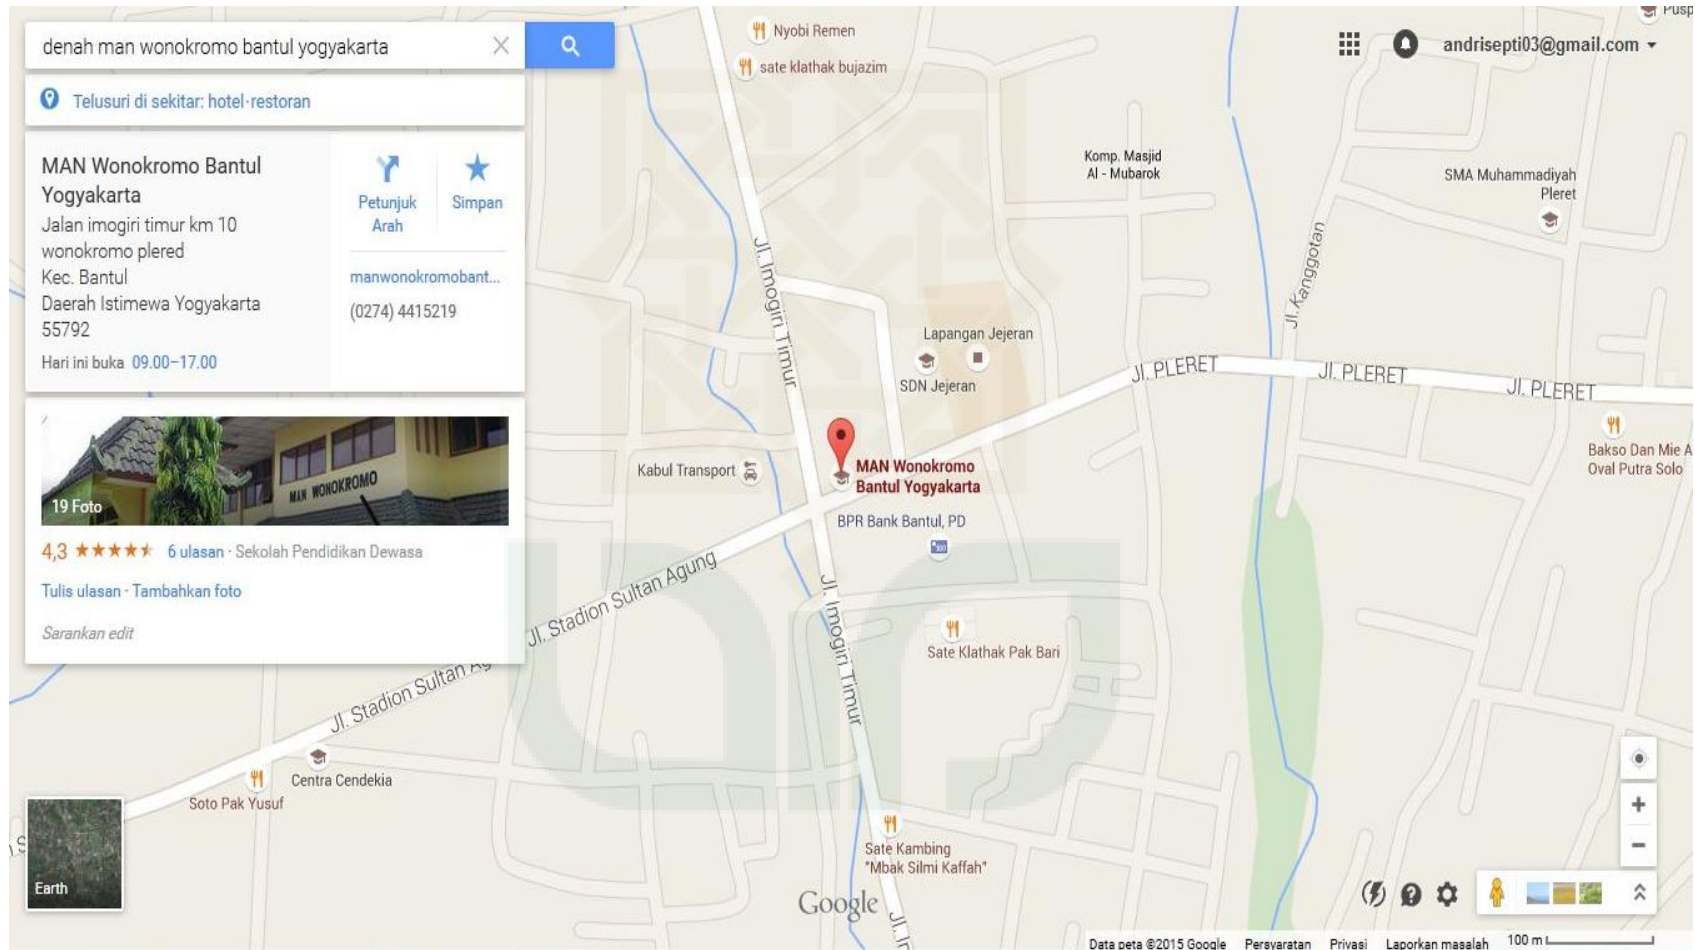 denah man wonokromo bantul yogyakarta
Telusuri di sekitar: hotel·restoran
MAN Wonokromo Bantul
Yogyakarta
Jalan imogiri timur km 10
wonokromo plered
Kec. Bantul
Daerah Istimewa Yogyakarta
55792
Hari ini buka 09.00–17.00
Petunjuk
Arah
Simpan
manwonokromobant...
(0274) 4415219
MAN WONOKROMO
19 Foto
4,3
6 ulasan · Sekolah Pendidikan Dewasa
Tulis ulasan · Tambahkan foto
Sarankan edit
andrisepti03@gmail.com
Nyobi Remen
sate klathak bujazim
Komp. Masjid
Al - Mubarok
SMA Muhammadiyah
Pleret
Jl. Imogiri Timur
Jl. Kanggotan
Lapangan Jejeran
SDN Jejeran
Jl. PLERET
Jl. PLERET
Jl. PLERET
Bakso Dan Mie A
Oval Putra Solo
Kabul Transport
MAN Wonokromo
Bantul Yogyakarta
BPR Bank Bantul, PD
Jl. Stadion Sultan Agung
Jl. Imogiri Timur
Sate Klathak Pak Bari
Jl. Stadion Sultan Ag
Centra Cendekia
Soto Pak Yusuf
Sate Kambing
"Mbak Silmi Kaffah"
Earth
Google
Data peta ©2015 Google Persyaratan Privasi Laporkan masalah 100 m